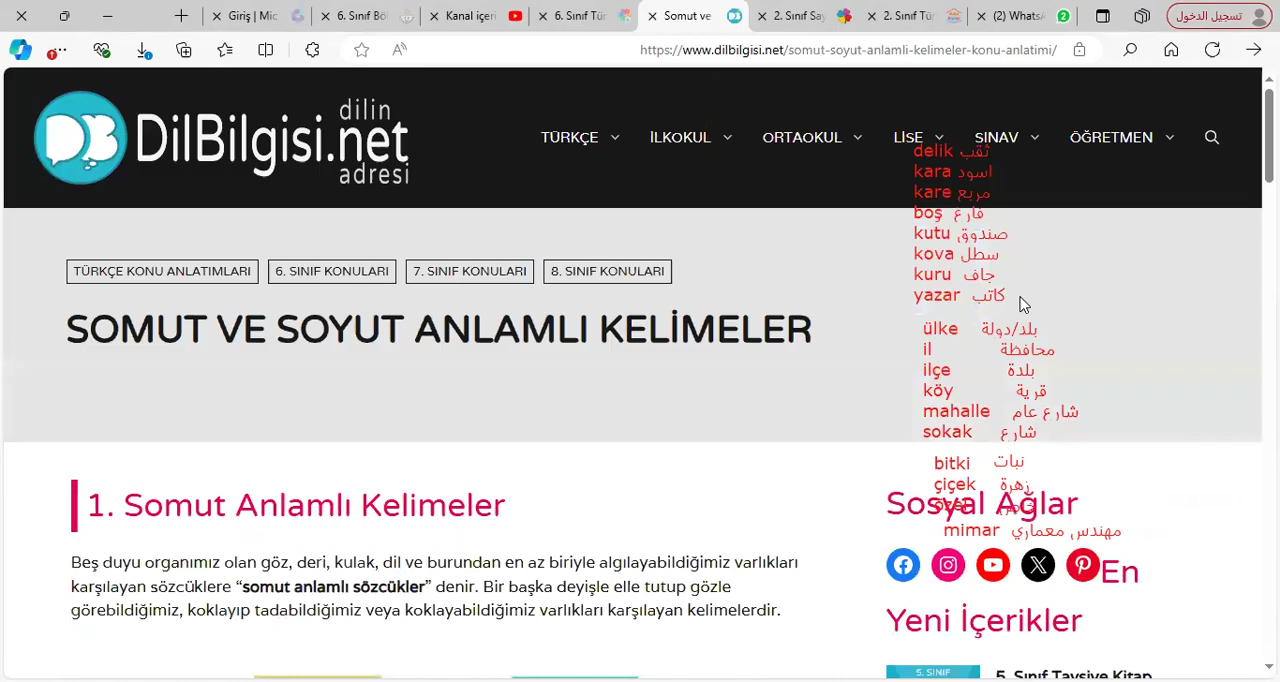 Giriş | Mic
6. Sınıf Böl
Kanal içeri
6. Sınıf Tür
Somut ve
2. Sınıf Say
2. Sınıf Tür
(2) WhatsA
تسجيل الدخول
https://www.dilbilgisi.net/somut-soyut-anlamli-kelimeler-konu-anlatimi/
DB DilBilgisi.net
dilin
adresi
TÜRKÇE
İLKOKUL
ORTAOKUL
LİSE
SINAV
ÖĞRETMEN
delik ثقب
kara اسود
kare مربع
boş فارغ
kutu صندوق
kova سطل
kuru جاف
yazar كاتب
ülke بلد/دولة
il محافظة
ilçe بلدة
köy قرية
mahalle شارع عام
sokak شارع
bitki نبات
çiçek زهرة
özel خاص
mimar مهندس معماري
En
TÜRKÇE KONU ANLATIMLARI
6. SINIF KONULARI
7. SINIF KONULARI
8. SINIF KONULARI
SOMUT VE SOYUT ANLAMLI KELİMELER
1. Somut Anlamlı Kelimeler
Beş duyu organımız olan göz, deri, kulak, dil ve burundan en az biriyle algılayabildiğimiz varlıkları
karşılayan sözcüklere “somut anlamlı sözcükler” denir. Bir başka deyişle elle tutup gözle
görebildiğimiz, koklayıp tadabildiğimiz veya koklayabildiğimiz varlıkları karşılayan kelimelerdir.
Sosyal Ağlar
Yeni İçerikler
5. SINIF
5. Sınıf Tavsiye Kitap